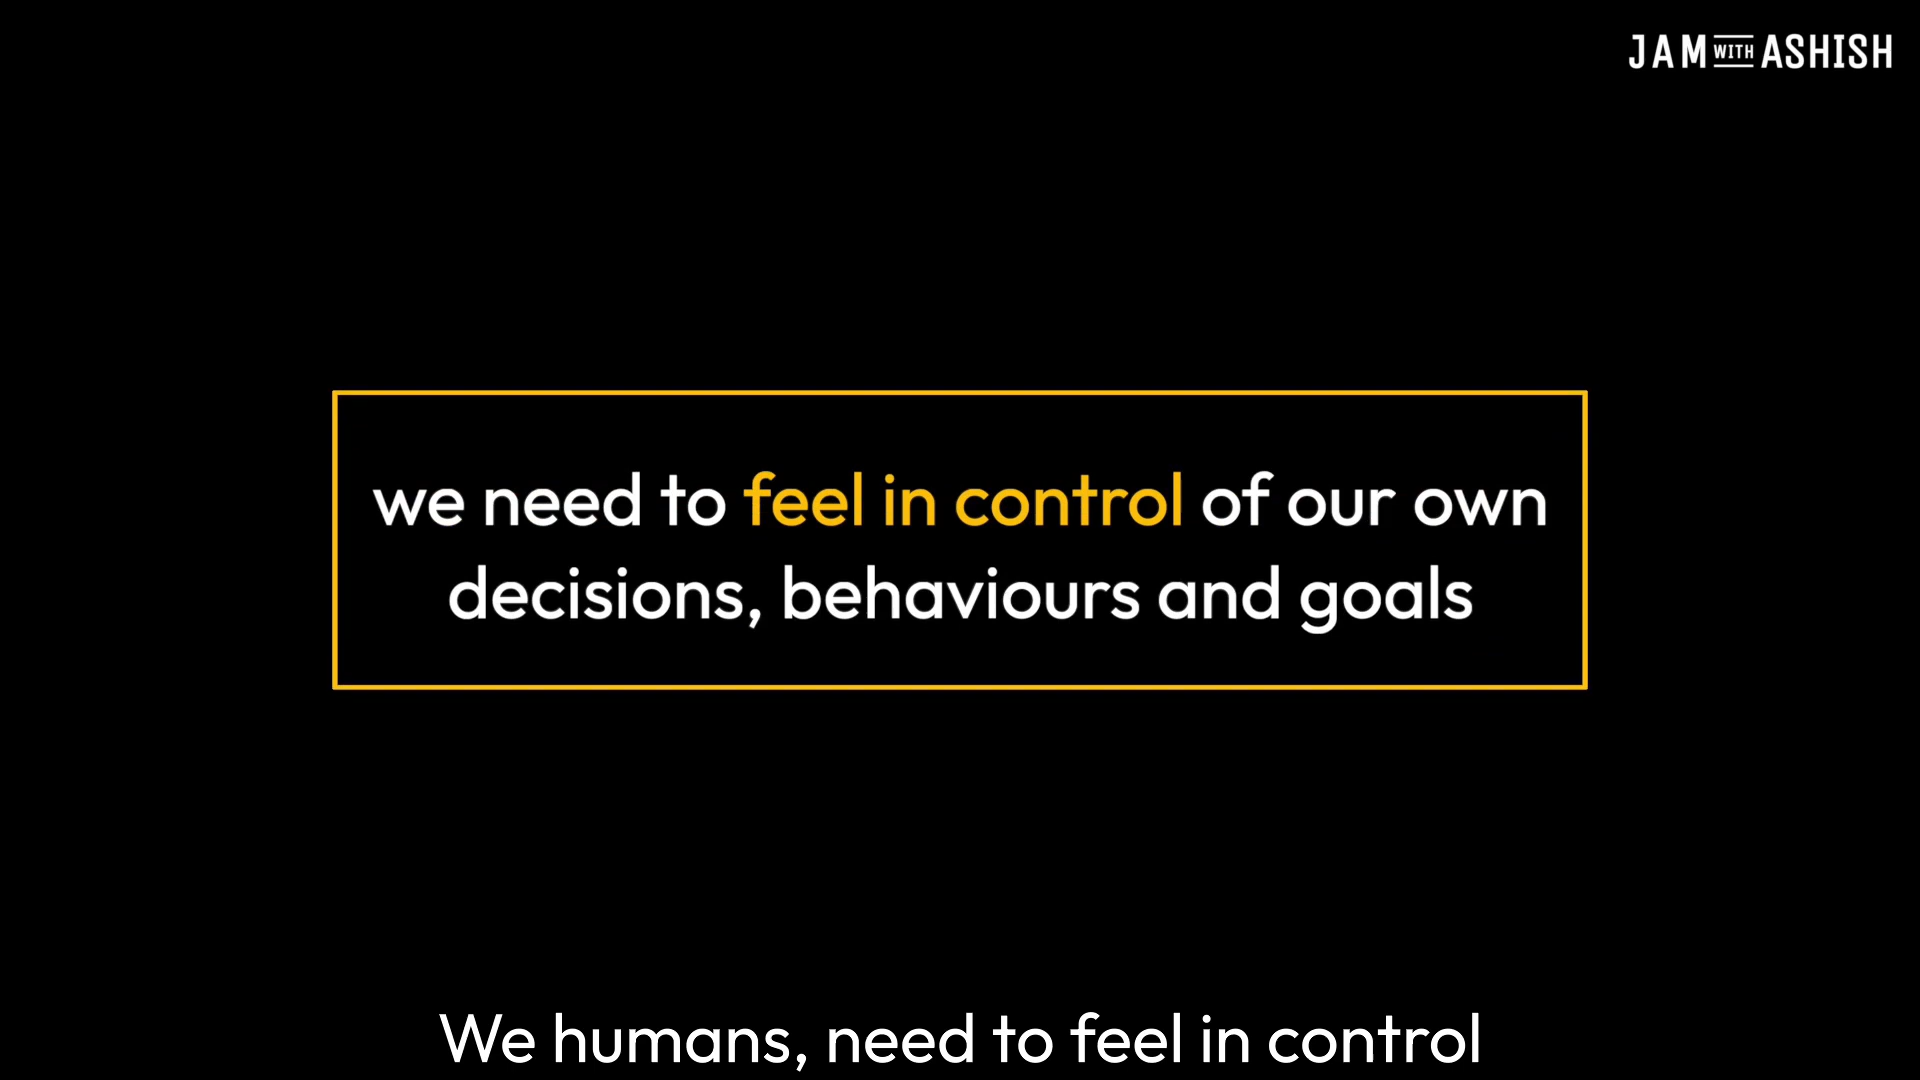 JAM WITH ASHISH
we need to feel in control of our own
decisions, behaviours and goals
We humans, need to feel in control